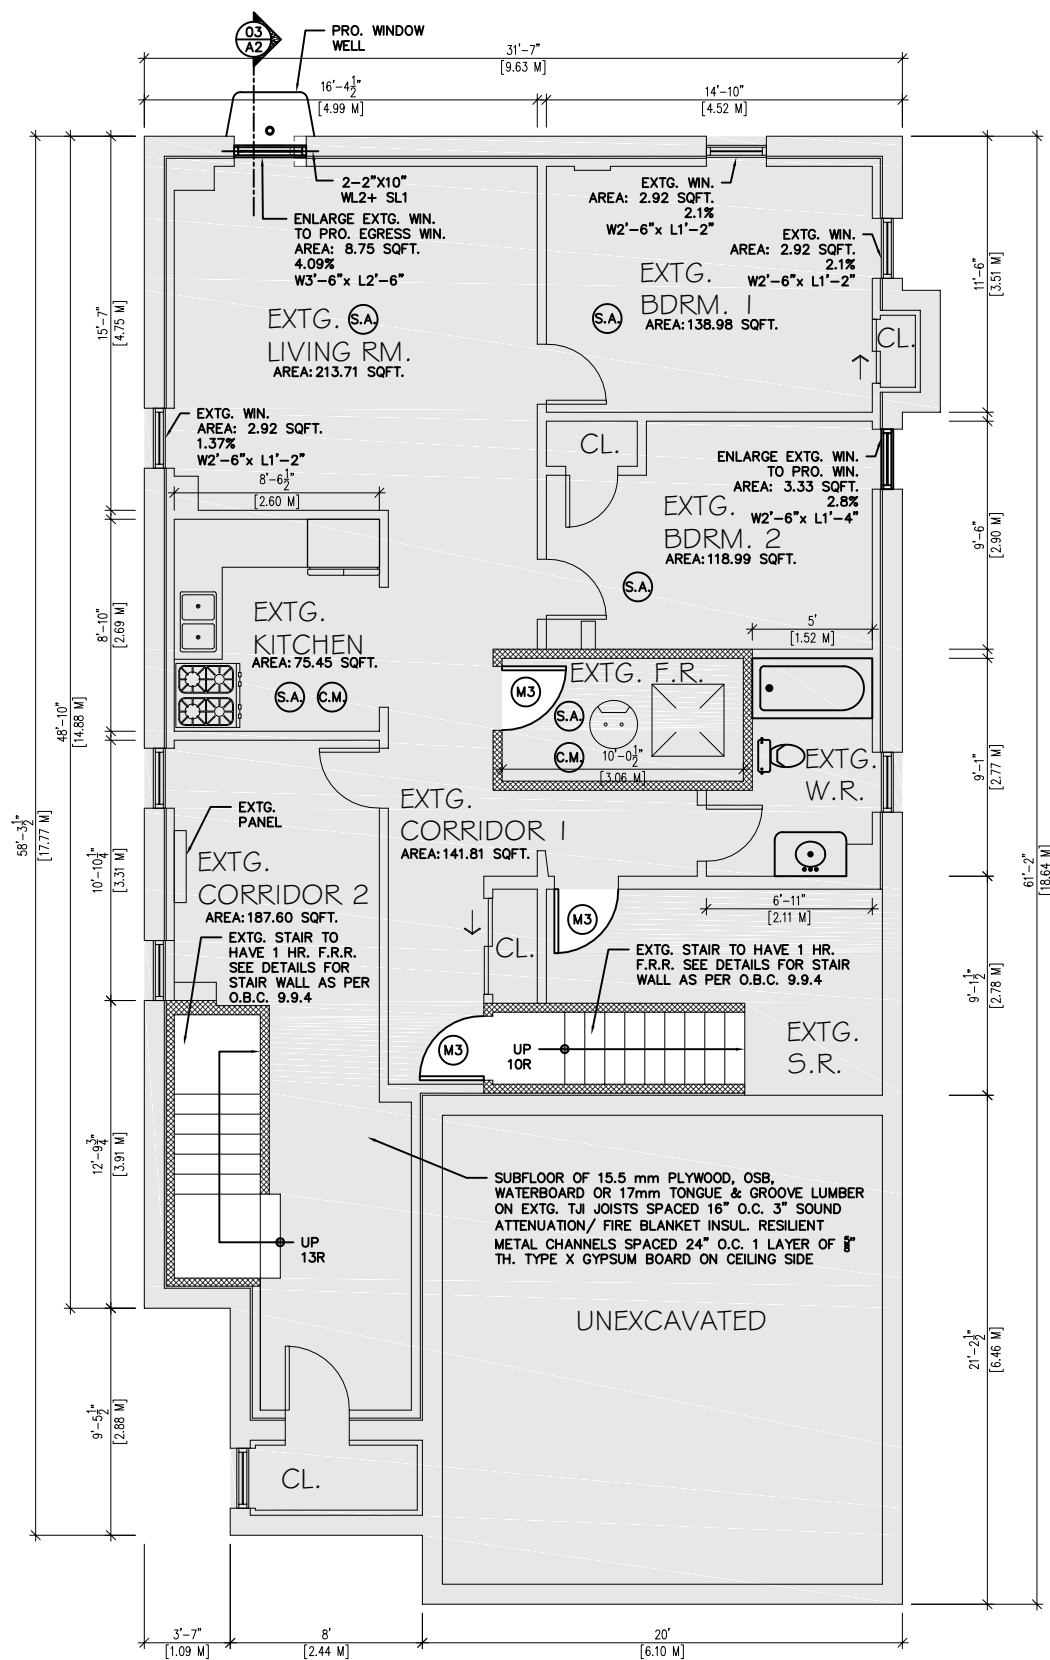 03
A2
PRO. WINDOW
WELL
31'-7"
[9.63 M]
16'-4½"
[4.99 M]
14'-10"
[4.52 M]
2-2"X10"
WL2+ SL1
ENLARGE EXTG. WIN.
TO PRO. EGRESS WIN.
AREA: 8.75 SQFT.
4.09%
W3'-6"x L2'-6"
EXTG. WIN.
AREA: 2.92 SQFT.
2.1%
W2'-6"x L1'-2"
EXTG. WIN.
AREA: 2.92 SQFT.
2.1%
W2'-6"x L1'-2"
EXTG. S.A.
LIVING RM.
AREA:213.71 SQFT.
EXTG.
BDRM. 1
AREA:138.98 SQFT.
S.A.
CL.
15'-7"
[4.75 M]
11'-6"
[3.51 M]
EXTG. WIN.
AREA: 2.92 SQFT.
1.37%
W2'-6"x L1'-2"
8'-6½"
[2.60 M]
CL.
ENLARGE EXTG. WIN.
TO PRO. WIN.
AREA: 3.33 SQFT.
2.8%
W2'-6"x L1'-4"
EXTG.
BDRM. 2
AREA:118.99 SQFT.
S.A.
9'-6"
[2.90 M]
5'
[1.52 M]
EXTG.
KITCHEN
AREA:75.45 SQFT.
S.A. C.M.
8'-10"
[2.69 M]
48'-10"
[14.88 M]
58'-3½"
[17.77 M]
EXTG. F.R.
M3
S.A.
C.M.
10'-0½"
[3.06 M]
EXTG.
W.R.
9'-1"
[2.77 M]
EXTG.
PANEL
EXTG.
CORRIDOR 1
AREA:141.81 SQFT.
EXTG.
CORRIDOR 2
AREA:187.60 SQFT.
10'-10¼"
[3.31 M]
61'-2"
[18.64 M]
6'-11"
[2.11 M]
M3
CL.
EXTG. STAIR TO
HAVE 1 HR. F.R.R.
SEE DETAILS FOR
STAIR WALL AS PER
O.B.C. 9.9.4
EXTG. STAIR TO HAVE 1 HR.
F.R.R. SEE DETAILS FOR STAIR
WALL AS PER O.B.C. 9.9.4
9'-1½"
[2.78 M]
M3
UP
10R
EXTG.
S.R.
12'-9¾"
[3.91 M]
SUBFLOOR OF 15.5 mm PLYWOOD, OSB,
WATERBOARD OR 17mm TONGUE & GROOVE LUMBER
ON EXTG. TJI JOISTS SPACED 16" O.C. 3" SOUND
ATTENUATION/ FIRE BLANKET INSUL. RESILIENT
METAL CHANNELS SPACED 24" O.C. 1 LAYER OF ⅝"
TH. TYPE X GYPSUM BOARD ON CEILING SIDE
UP
13R
UNEXCAVATED
21'-2½"
[6.46 M]
9'-5½"
[2.88 M]
CL.
3'-7"
[1.09 M]
8'
[2.44 M]
20'
[6.10 M]